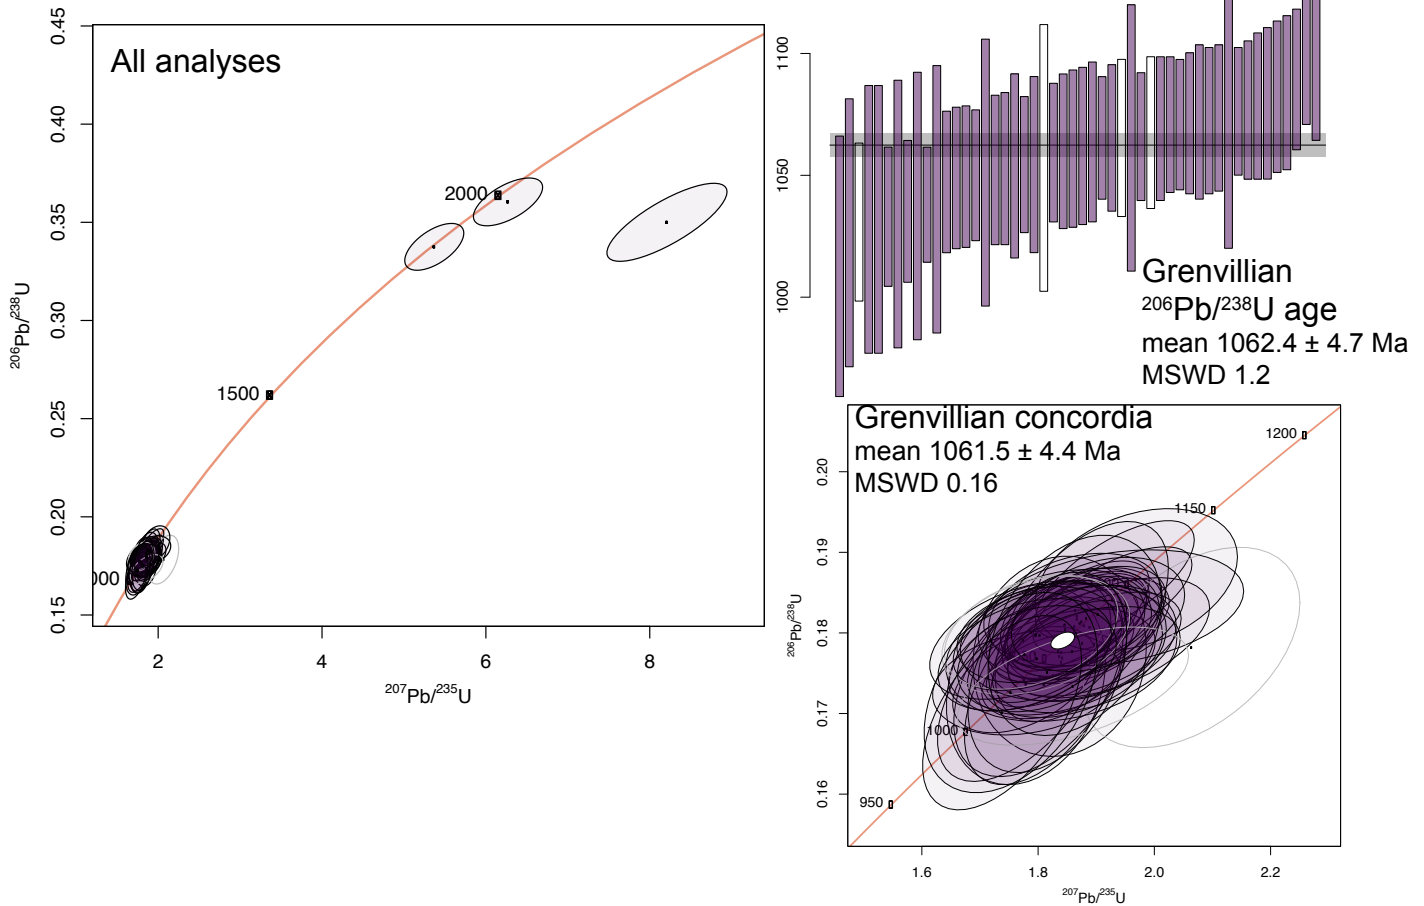 All analyses
0.45
0.40
0.35
0.30
0.25
0.20
0.15
²⁰⁶Pb/²³⁸U
2000
1500
000
2
4
6
8
²⁰⁷Pb/²³⁵U
1100
1050
1000
Grenvillian
²⁰⁶Pb/²³⁸U age
mean 1062.4 ± 4.7 Ma
MSWD 1.2
Grenvillian concordia
mean 1061.5 ± 4.4 Ma
MSWD 0.16
0.20
0.19
0.18
0.17
0.16
²⁰⁶Pb/²³⁸U
1200
1150
1000
950
1.6
1.8
2.0
2.2
²⁰⁷Pb/²³⁵U